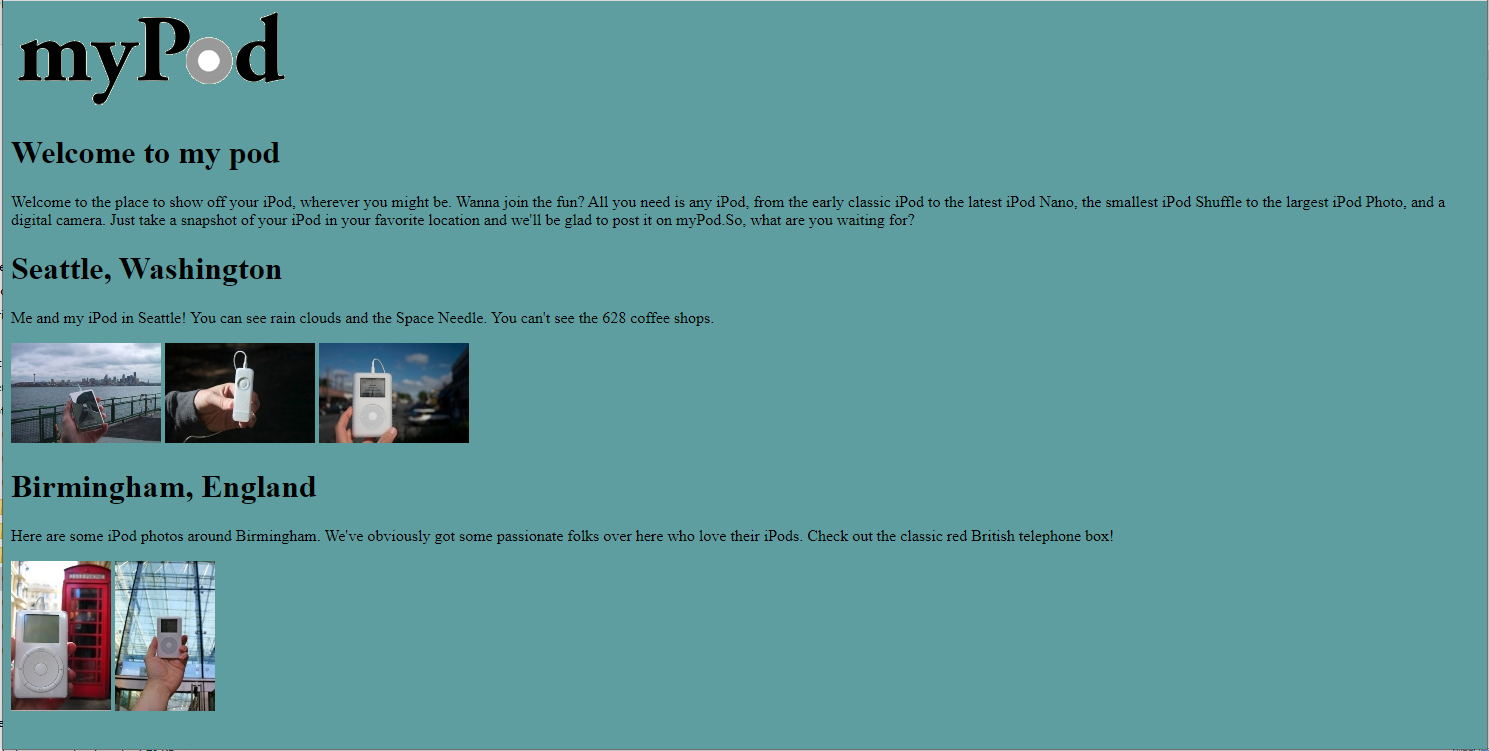 myPod
Welcome to my pod
Welcome to the place to show off your iPod, wherever you might be. Wanna join the fun? All you need is any iPod, from the early classic iPod to the latest iPod Nano, the smallest iPod Shuffle to the largest iPod Photo, and a
digital camera. Just take a snapshot of your iPod in your favorite location and we'll be glad to post it on myPod.So, what are you waiting for?
Seattle, Washington
Me and my iPod in Seattle! You can see rain clouds and the Space Needle. You can't see the 628 coffee shops.
Birmingham, England
Here are some iPod photos around Birmingham. We've obviously got some passionate folks over here who love their iPods. Check out the classic red British telephone box!
TELEPHONE